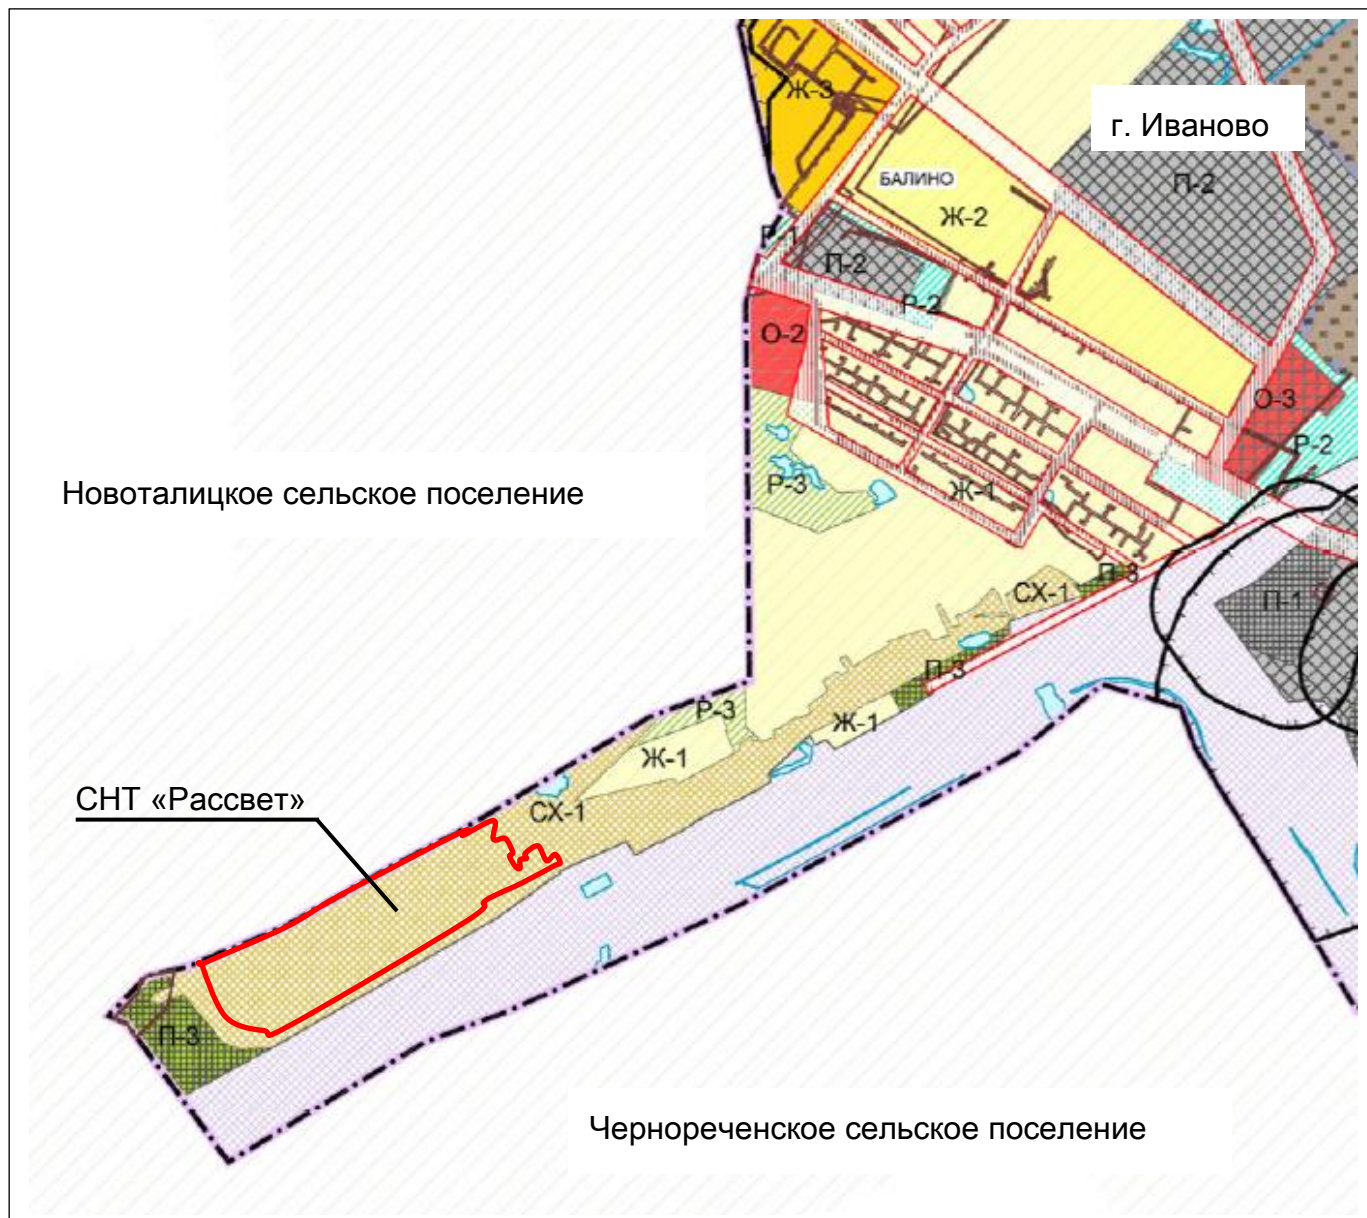 Ж-3
г. Иваново
П-2
БАЛИНО
Ж-2
Р-1
П-2
Р-2
О-2
О-3
Р-2
Новоталицкое сельское поселение
Р-3
Ж-1
П-3
СХ-1
П-1
П-3
Р-3
Ж-1
Ж-1
СНТ «Рассвет»
СХ-1
П-3
Чернореченское сельское поселение